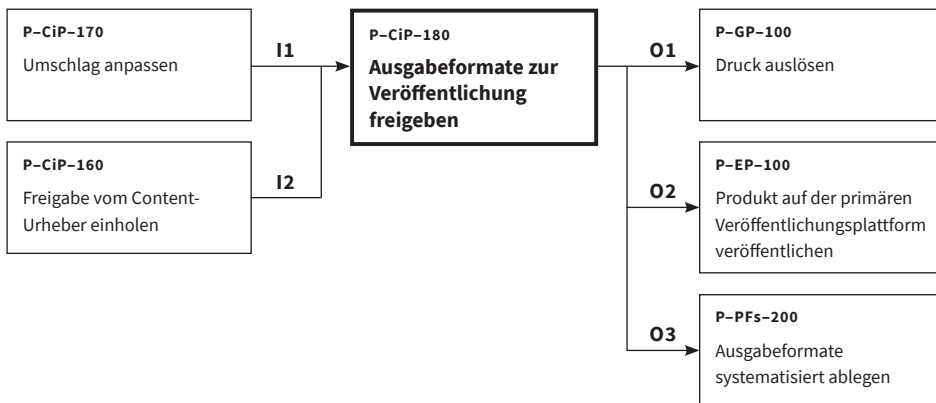 P–CiP–170
Umschlag anpassen
I1
P–CiP–160
Freigabe vom Content-
Urheber einholen
I2
P–CiP–180
Ausgabeformate zur
Veröffentlichung
freigeben
O1
P–GP–100
Druck auslösen
O2
P–EP–100
Produkt auf der primären
Veröffentlichungsplattform
veröffentlichen
O3
P–PFs–200
Ausgabeformate
systematisiert ablegen